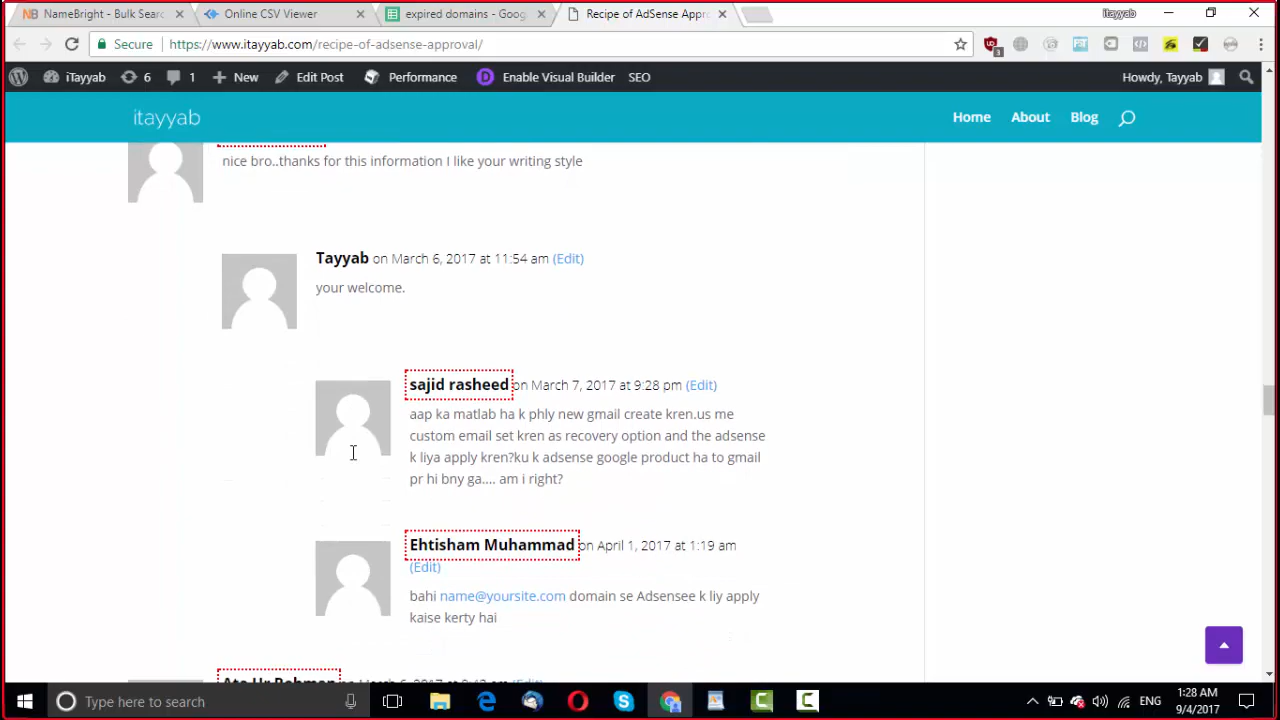 NameBright - Bulk Searc
Online CSV Viewer
expired domains - Goog
Recipe of AdSense Appro
itayyab
Secure
https://www.itayyab.com/recipe-of-adsense-approval/
3
iTayyab
6
1
New
Edit Post
Performance
D
Enable Visual Builder
SEO
Howdy, Tayyab
itayyab
Home
About
Blog
nice bro..thanks for this information I like your writing style
Tayyab on March 6, 2017 at 11:54 am (Edit)
your welcome.
sajid rasheed on March 7, 2017 at 9:28 pm (Edit)
aap ka matlab ha k phly new gmail create kren.us me
custom email set kren as recovery option and the adsense
k liya apply kren?ku k adsense google product ha to gmail
pr hi bny ga.... am i right?
Ehtisham Muhammad on April 1, 2017 at 1:19 am
(Edit)
bahi name@yoursite.com domain se Adsensee k liy apply
kaise kerty hai
Type here to search
ENG
1:28 AM
9/4/2017